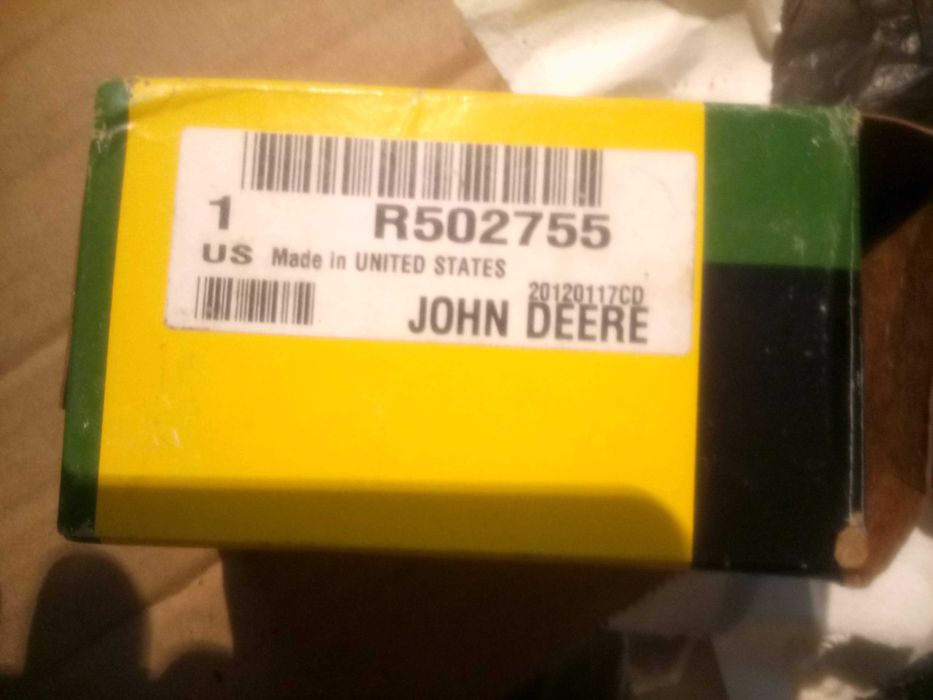 1 R502755
US Made in UNITED STATES
20120117CD
JOHN DEERE